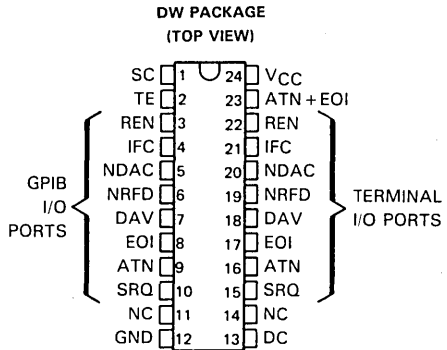 DW PACKAGE
(TOP VIEW)
SC 1 24 VCC
TE 2 23 ATN + EOI
REN 3 22 REN
IFC 4 21 IFC
NDAC 5 20 NDAC
NRFD 6 19 NRFD
DAV 7 18 DAV
EOI 8 17 EOI
ATN 9 16 ATN
SRQ 10 15 SRQ
NC 11 14 NC
GND 12 13 DC
GPIB
I/O
PORTS
TERMINAL
I/O PORTS